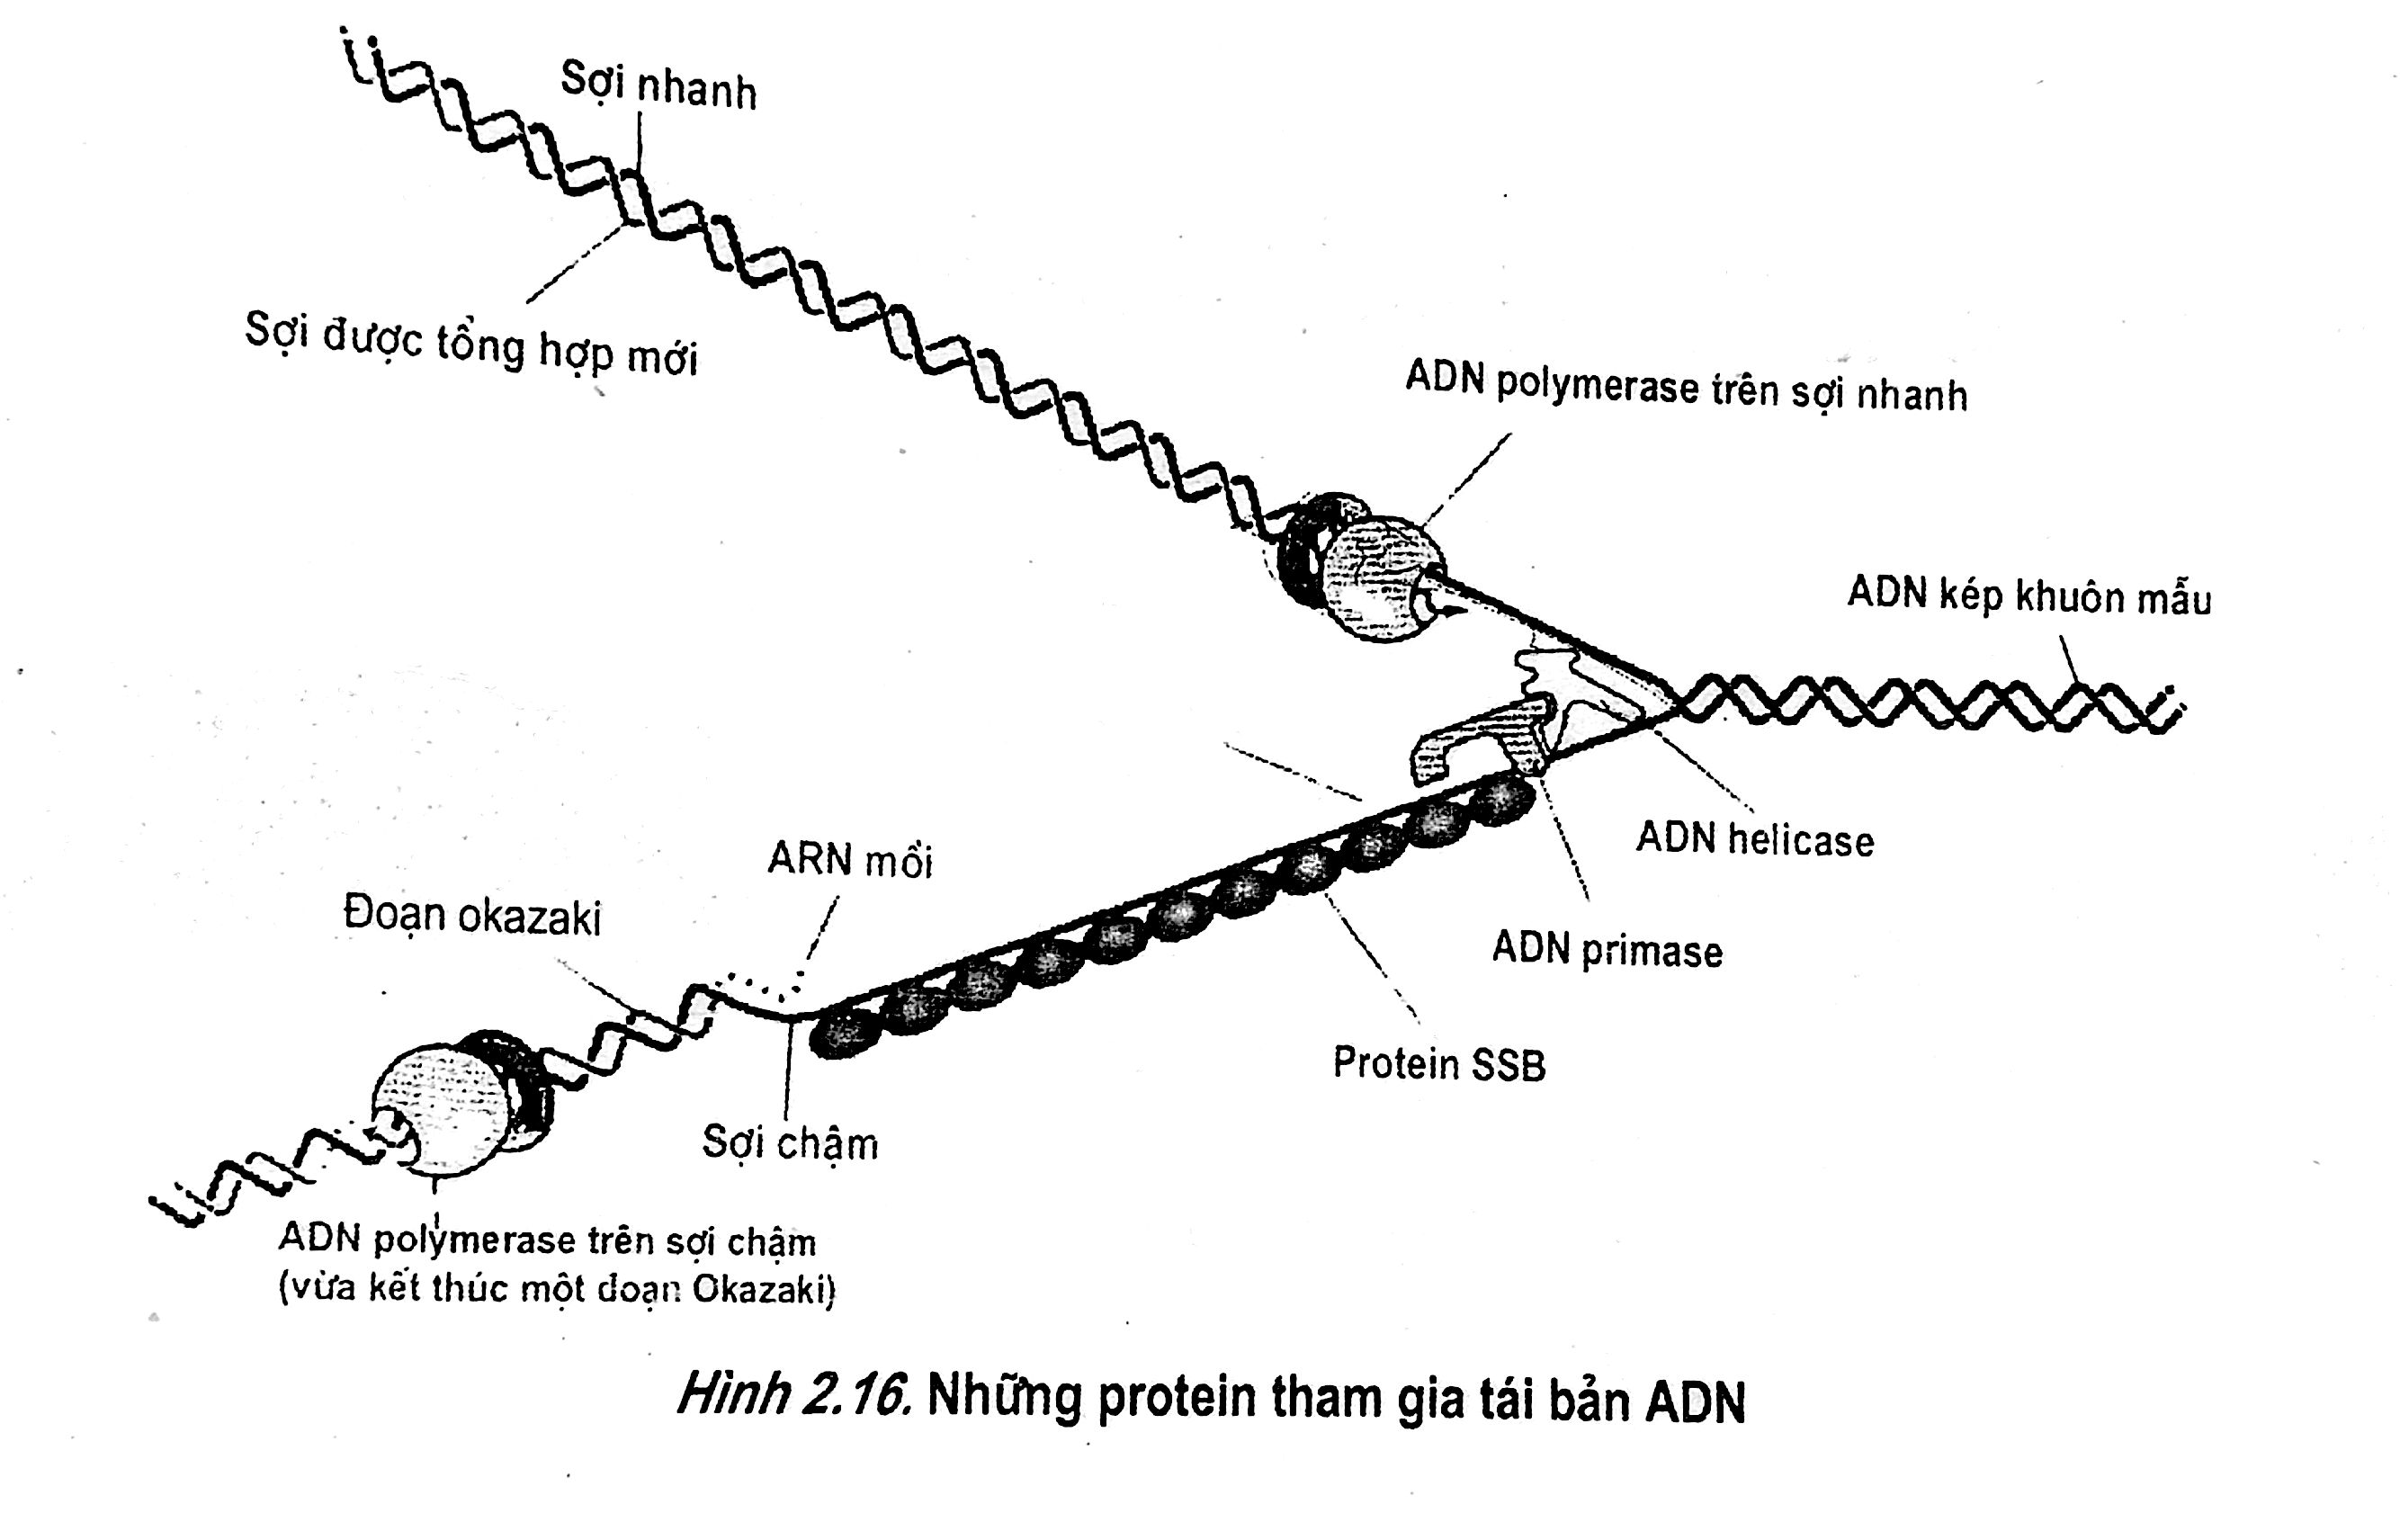 Sợi nhanh
Sợi được tổng hợp mới
ADN polymerase trên sợi nhanh
ADN kép khuôn mẫu
ADN helicase
ARN mồi
Đoạn okazaki
ADN primase
Protein SSB
Sợi chậm
ADN polymerase trên sợi chậm
(vừa kết thúc một đoạn Okazaki)
Hình 2.16. Những protein tham gia tái bản ADN